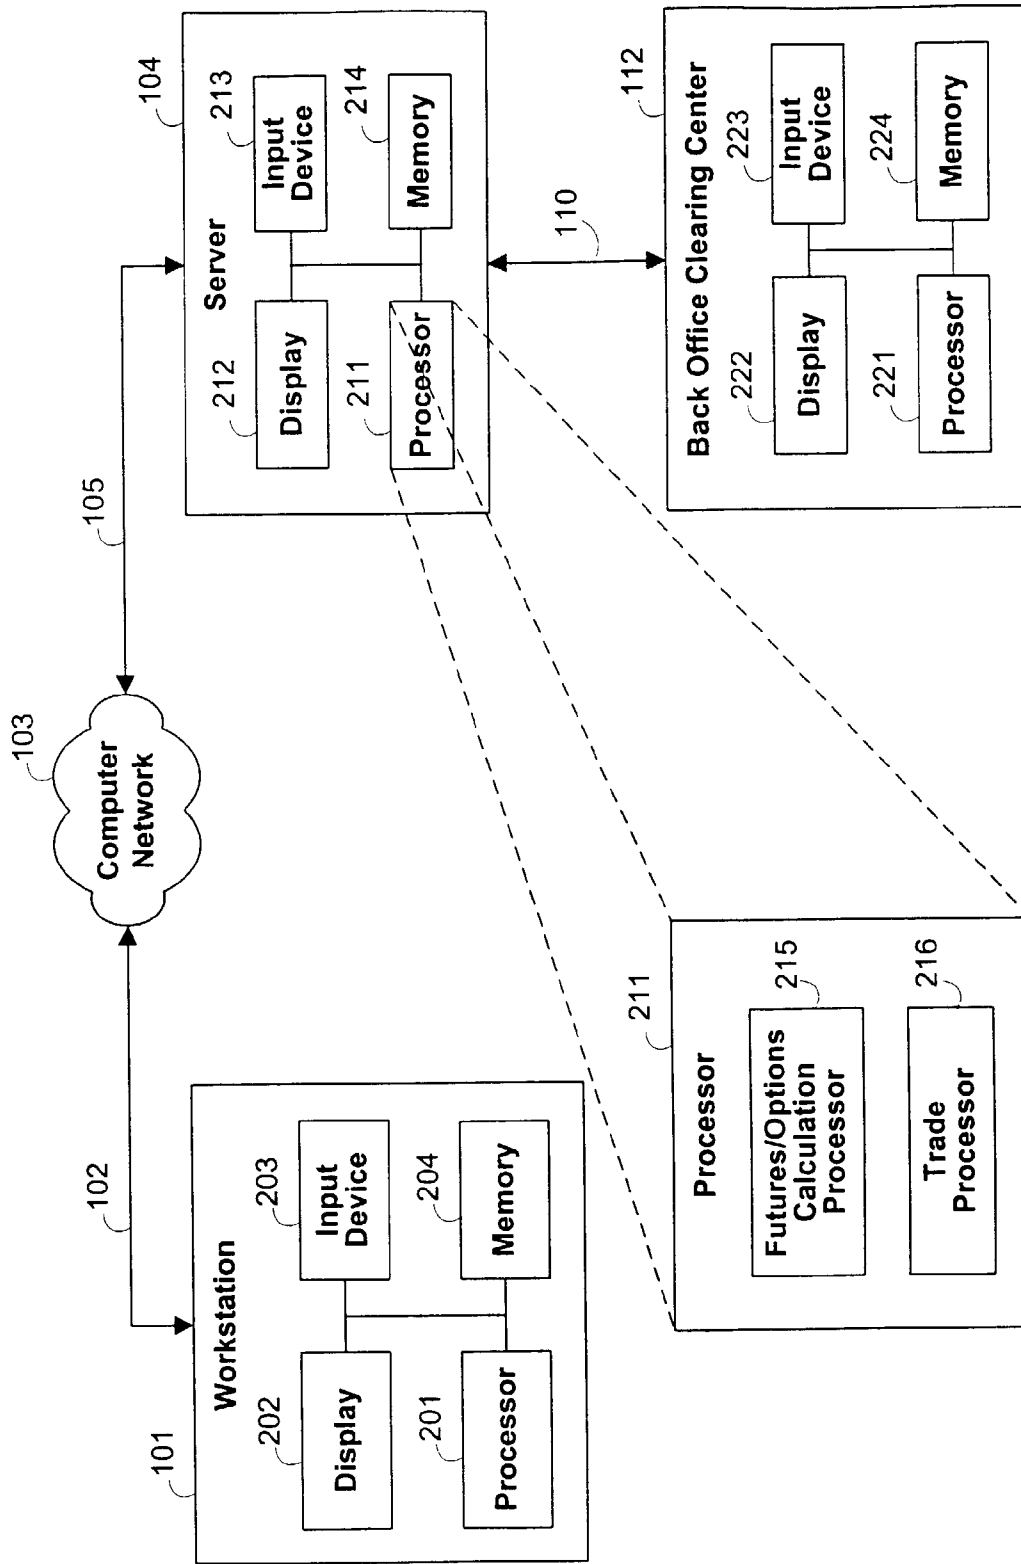 103
Computer
Network
102
105
101
Workstation
202
Display
203
Input
Device
201
Processor
204
Memory
104
Server
212
Display
213
Input
Device
211
Processor
214
Memory
110
211
Processor
215
Futures/Options
Calculation
Processor
216
Trade
Processor
112
Back Office Clearing Center
222
Display
223
Input
Device
221
Processor
224
Memory